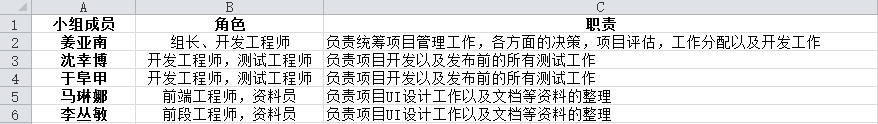 A B C
1 小组成员 角色 职责
2 姜亚南 组长、开发工程师 负责统筹项目管理工作，各方面的决策，项目评估，工作分配以及开发工作
3 沈幸博 开发工程师，测试工程师 负责项目开发以及发布前的所有测试工作
4 于阜甲 开发工程师，测试工程师 负责项目开发以及发布前的所有测试工作
5 马琳娜 前端工程师，资料员 负责项目UI设计工作以及文档等资料的整理
6 李丛敏 前段工程师，资料员 负责项目UI设计工作以及文档等资料的整理